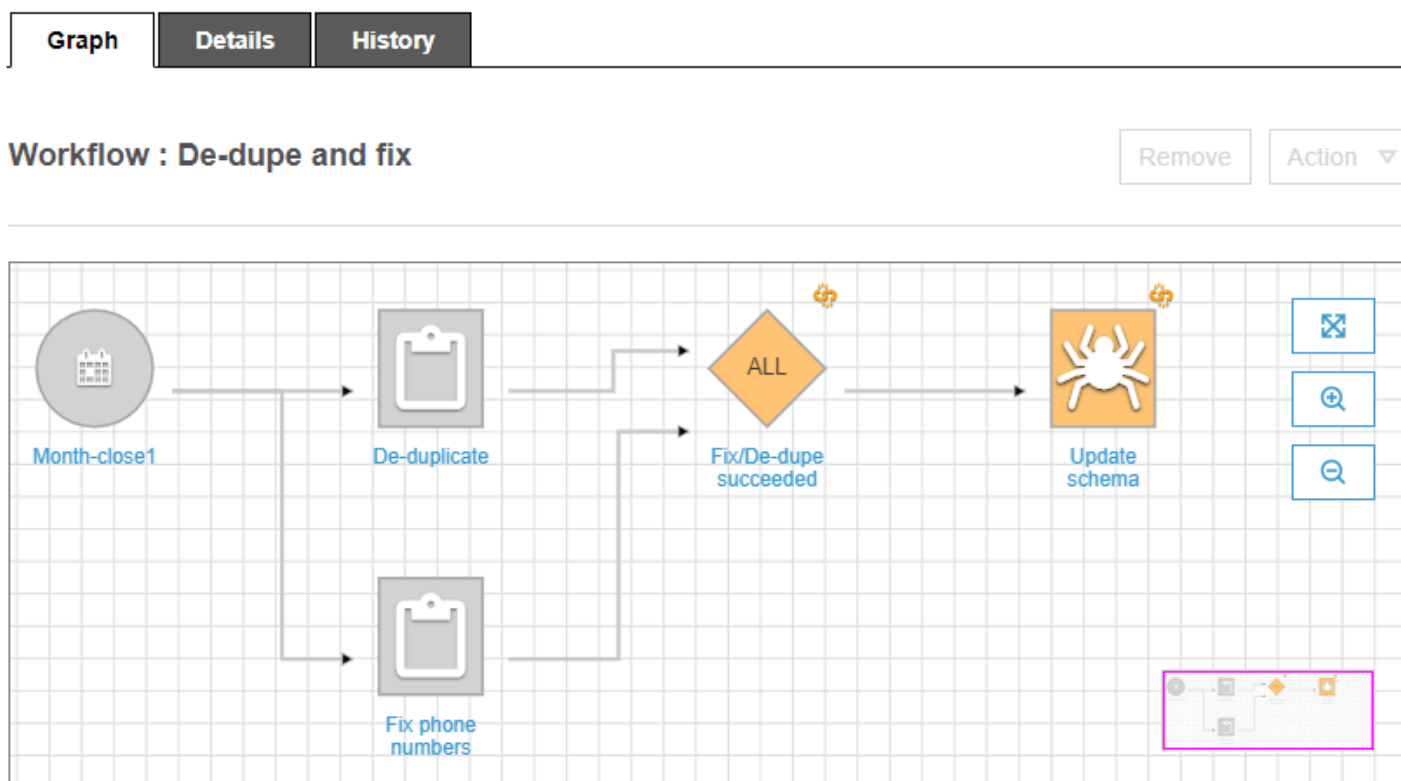 Graph
Details
History
Workflow : De-dupe and fix
Remove
Action
ALL
Month-close1
De-duplicate
Fix/De-dupe
succeeded
Update
schema
Fix phone
numbers